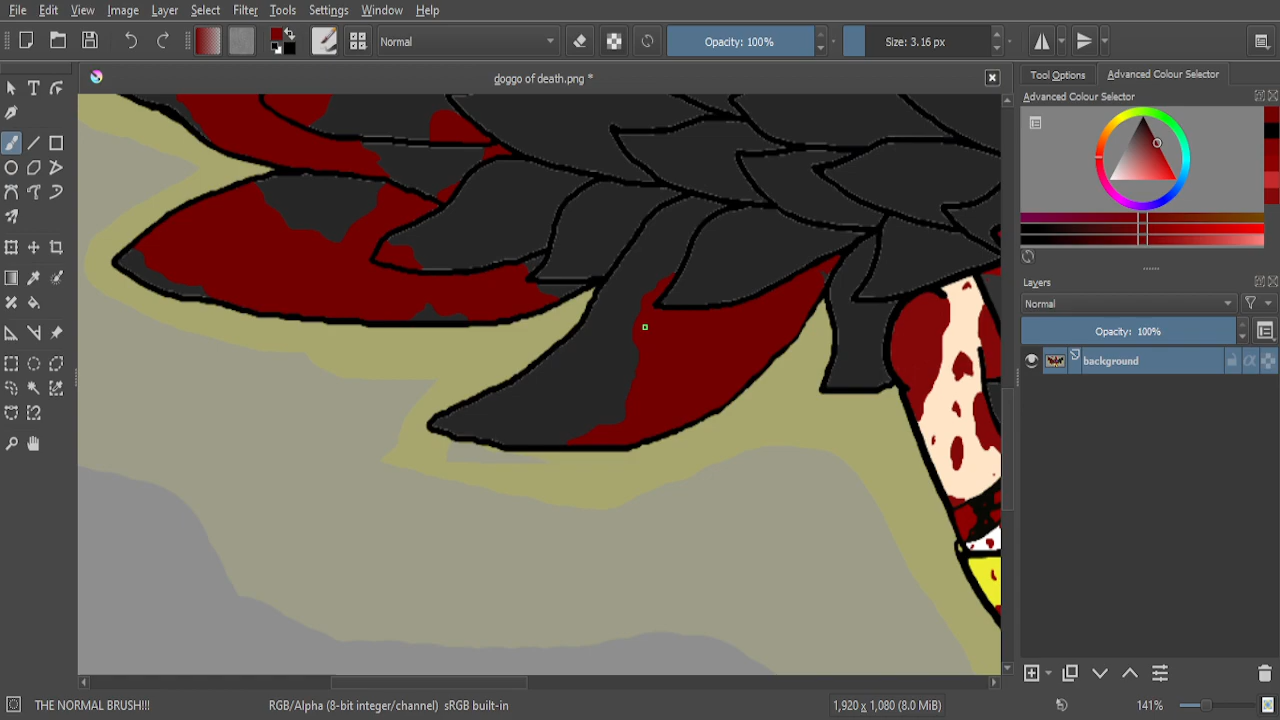 File Edit View Image Layer Select Filter Tools Settings Window Help
Normal Opacity: 100% Size: 3.16 px
doggo of death.png *
Tool Options Advanced Colour Selector
Advanced Colour Selector
Layers
Normal
Opacity: 100%
background
THE NORMAL BRUSH!!! RGB/Alpha (8-bit integer/channel) sRGB built-in 1,920 x 1,080 (8.0 MiB) 141%